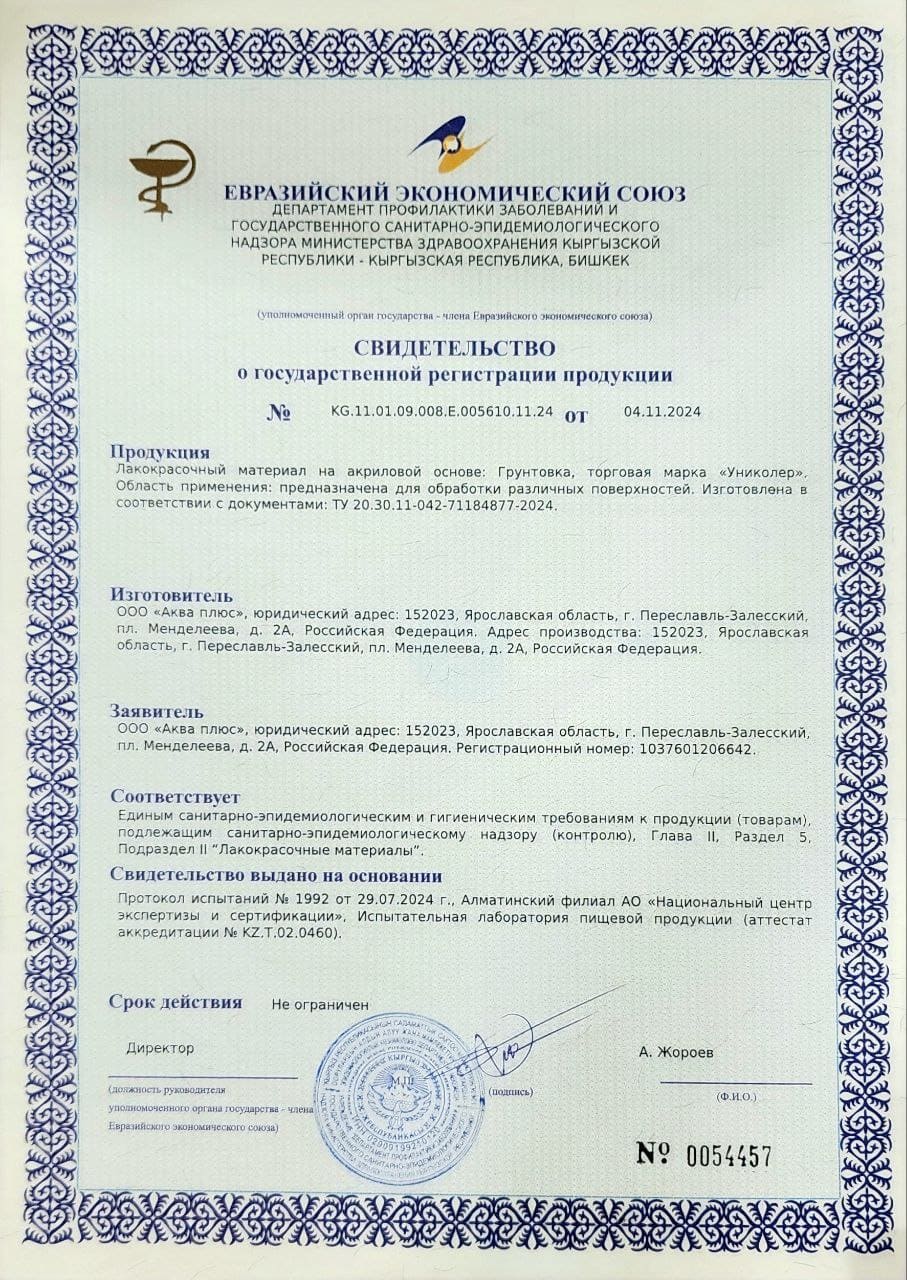 ЕВРАЗИЙСКИЙ ЭКОНОМИЧЕСКИЙ СОЮЗ
ДЕПАРТАМЕНТ ПРОФИЛАКТИКИ ЗАБОЛЕВАНИЙ И
ГОСУДАРСТВЕННОГО САНИТАРНО-ЭПИДЕМИОЛОГИЧЕСКОГО
НАДЗОРА МИНИСТЕРСТВА ЗДРАВООХРАНЕНИЯ КЫРГЫЗСКОЙ
РЕСПУБЛИКИ - КЫРГЫЗСКАЯ РЕСПУБЛИКА, БИШКЕК
(уполномоченный орган государства - члена Евразийского экономического союза)
СВИДЕТЕЛЬСТВО
о государственной регистрации продукции
№ KG.11.01.09.008.E.005610.11.24 от 04.11.2024
Продукция
Лакокрасочный материал на акриловой основе: Грунтовка, торговая марка «Униколер».
Область применения: предназначена для обработки различных поверхностей. Изготовлена в
соответствии с документами: ТУ 20.30.11-042-71184877-2024.
Изготовитель
ООО «Аква плюс», юридический адрес: 152023, Ярославская область, г. Переславль-Залесский,
пл. Менделеева, д. 2А, Российская Федерация. Адрес производства: 152023, Ярославская
область, г. Переславль-Залесский, пл. Менделеева, д. 2А, Российская Федерация.
Заявитель
ООО «Аква плюс», юридический адрес: 152023, Ярославская область, г. Переславль-Залесский,
пл. Менделеева, д. 2А, Российская Федерация. Регистрационный номер: 1037601206642.
Соответствует
Единым санитарно-эпидемиологическим и гигиеническим требованиям к продукции (товарам),
подлежащим санитарно-эпидемиологическому надзору (контролю), Глава II, Раздел 5,
Подраздел II “Лакокрасочные материалы”.
Свидетельство выдано на основании
Протокол испытаний № 1992 от 29.07.2024 г., Алматинский филиал АО «Национальный центр
экспертизы и сертификации», Испытательная лаборатория пищевой продукции (аттестат
аккредитации № KZ.T.02.0460).
Срок действия Не ограничен
Директор
А. Жороев
(должность руководителя
уполномоченного органа государства - члена
Евразийского экономического союза)
М.П.
(подпись)
(Ф.И.О.)
№ 0054457